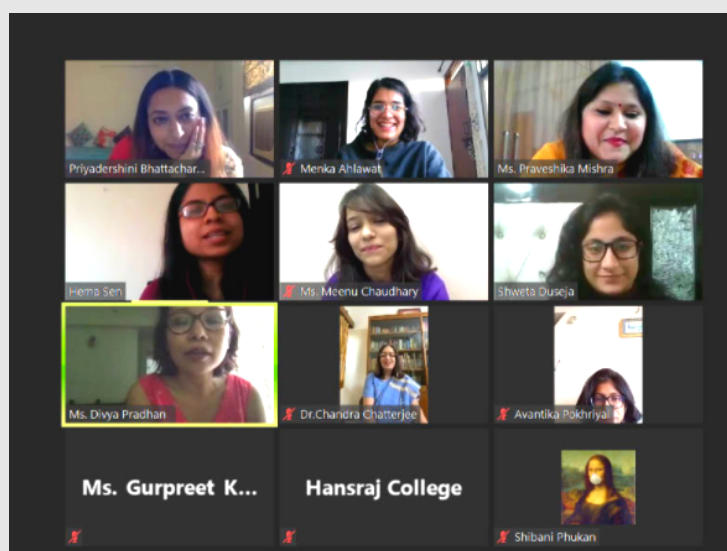 Priyadershini Bhattachar...
Menka Ahlawat
Ms. Praveshika Mishra
Hema Sen
Ms. Meenu Chaudhary
Shweta Duseja
Ms. Divya Pradhan
Dr.Chandra Chatterjee
Avantika Pokhriyal
Ms. Gurpreet K...
Hansraj College
Shibani Phukan